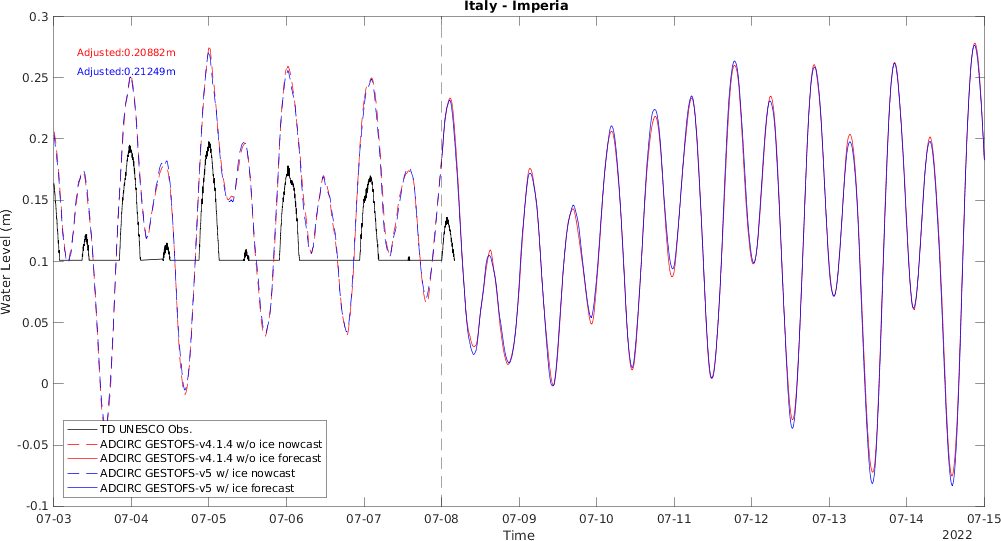 Italy - Imperia
0.3
0.25
0.2
0.15
0.1
0.05
0
-0.05
-0.1
Water Level (m)
Adjusted:0.20882m
Adjusted:0.21249m
TD UNESCO Obs.
ADCIRC GESTOFS-v4.1.4 w/o ice nowcast
ADCIRC GESTOFS-v4.1.4 w/o ice forecast
ADCIRC GESTOFS-v5 w/ ice nowcast
ADCIRC GESTOFS-v5 w/ ice forecast
07-03 07-04 07-05 07-06 07-07 07-08 07-09 07-10 07-11 07-12 07-13 07-14 07-15
Time
2022